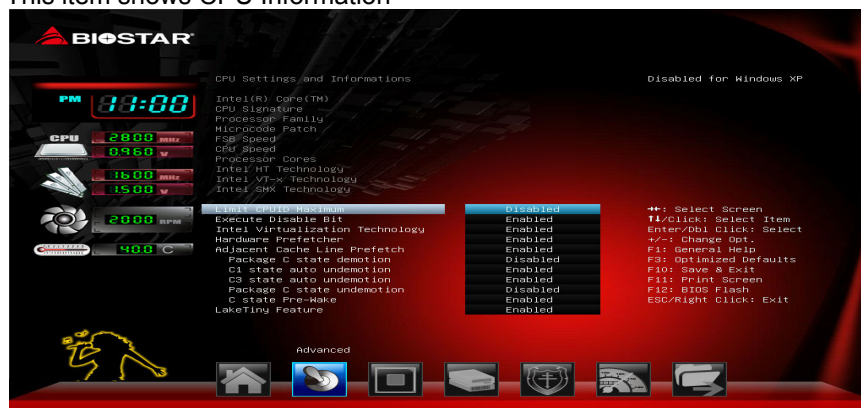 This item shows CPU Information
BIOSTAR
CPU Settings and Informations
Disabled for Windows XP
PM 11:00
Intel(R) Core(TM)
CPU Signature
Processor Family
Microcode Patch
FSB Speed
CPU Speed
Processor Cores
Intel HT Technology
Intel VT-x Technology
Intel SMX Technology
CPU 2800 MHz
0.960 V
1600 MHz
1.500 V
2000 RPM
40.0 C
Limit CPUID Maximum Disabled
Execute Disable Bit Enabled
Intel Virtualization Technology Enabled
Hardware Prefetcher Enabled
Adjacent Cache Line Prefetch Enabled
Package C state demotion Disabled
C1 state auto undemotion Enabled
C3 state auto undemotion Enabled
Package C state undemotion Disabled
C state Pre-Wake Enabled
LakeTiny Feature Enabled
→←: Select Screen
↑↓/Click: Select Item
Enter/Dbl Click: Select
+/-: Change Opt.
F1: General Help
F3: Optimized Defaults
F10: Save & Exit
F11: Print Screen
F12: BIOS Flash
ESC/Right Click: Exit
Advanced